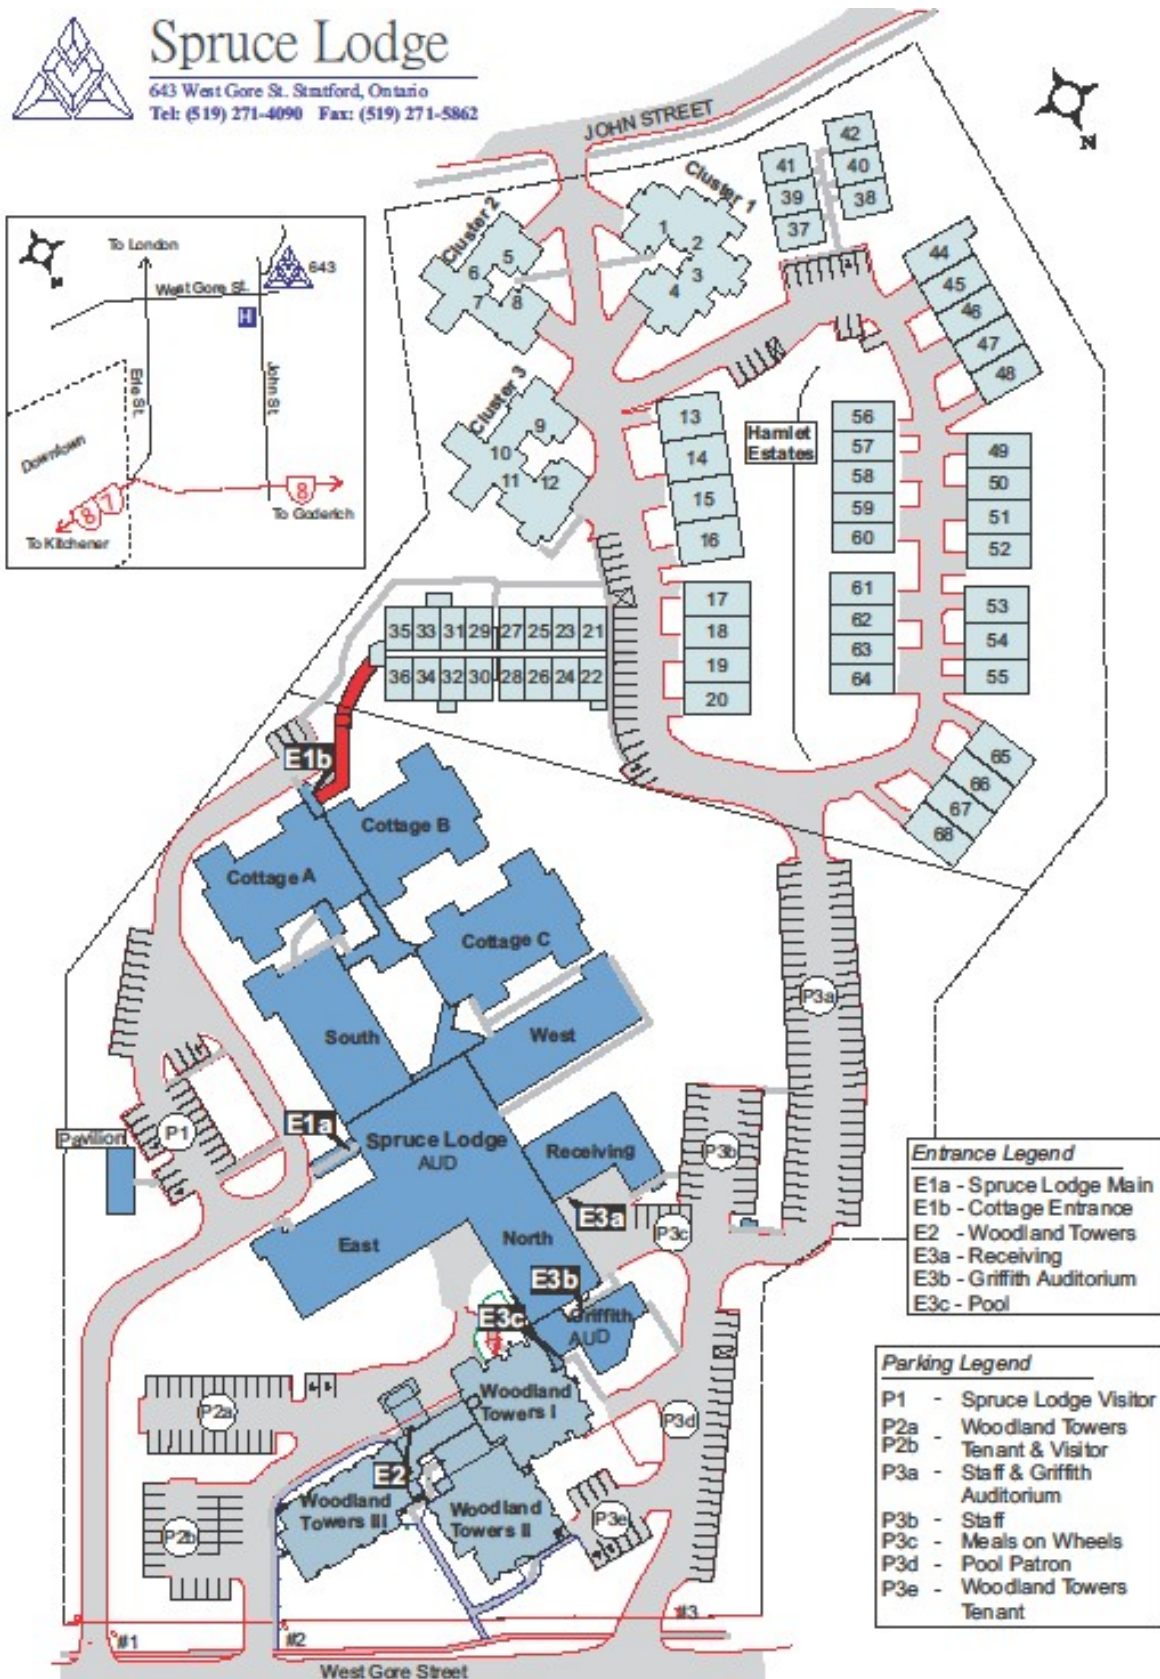 Spruce Lodge
643 West Gore St. Stratford, Ontario
Tel: (519) 271-4090 Fax: (519) 271-5862
JOHN STREET
N
Cluster 1
1
2
3
4
Cluster 2
5
6
7
8
Cluster 3
9
10
11
12
41
39
37
42
40
38
44
45
46
47
48
N
To London
643
West Gore St.
H
Erie St.
John St.
Downtown
8
7
8
To Goderich
To Kitchener
13
14
15
16
Hamlet
Estates
56
57
58
59
60
49
50
51
52
17
18
19
20
61
62
63
64
53
54
55
35 33 31 29 27 25 23 21
36 34 32 30 28 26 24 22
65
66
67
68
E1b
Cottage B
Cottage A
Cottage C
South
West
P3a
P1
Pavilion
E1a
Spruce Lodge
AUD
Receiving
P3b
E3a
P3c
East
North
E3b
E3c
Griffith
AUD
Entrance Legend
E1a - Spruce Lodge Main
E1b - Cottage Entrance
E2 - Woodland Towers
E3a - Receiving
E3b - Griffith Auditorium
E3c - Pool
Woodland
Towers I
P2a
P3d
E2
Woodland
Towers III
Woodland
Towers II
P2b
P3e
Parking Legend
P1 - Spruce Lodge Visitor
P2a Woodland Towers
P2b - Tenant & Visitor
P3a - Staff & Griffith
Auditorium
P3b - Staff
P3c - Meals on Wheels
P3d - Pool Patron
P3e - Woodland Towers
Tenant
#1
#2
#3
West Gore Street